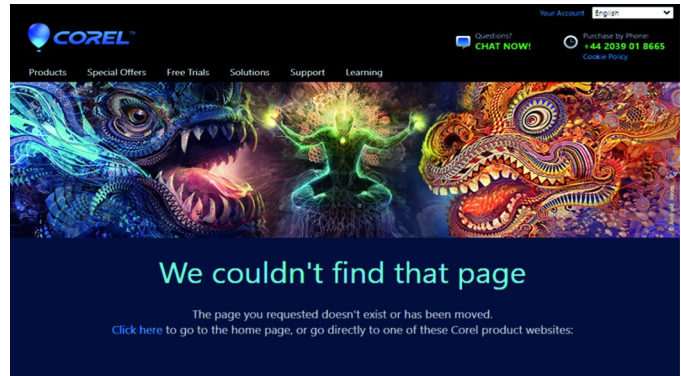 Your Account English
COREL™
Questions?
CHAT NOW!
Purchase by Phone:
+44 2039 01 8665
Cookie Policy
Products Special Offers Free Trials Solutions Support Learning
We couldn't find that page
The page you requested doesn't exist or has been moved.
Click here to go to the home page, or go directly to one of these Corel product websites: